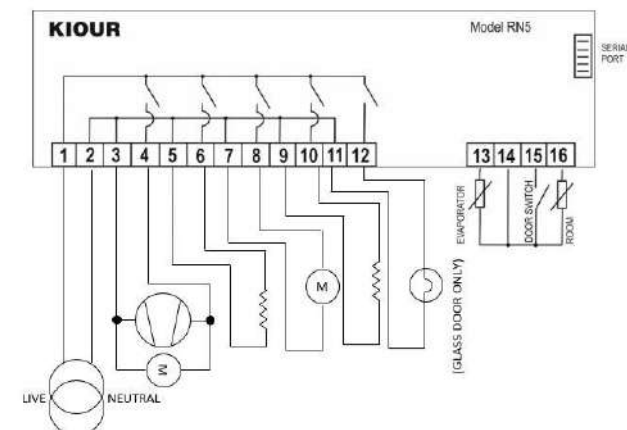 KIOUR
Model RN5
SERIAL
PORT
1 2 3 4 5 6 7 8 9 10 11 12
13 14 15 16
EVAPORATOR
DOOR SWITCH
ROOM
M
M
(GLASS DOOR ONLY)
LIVE
NEUTRAL